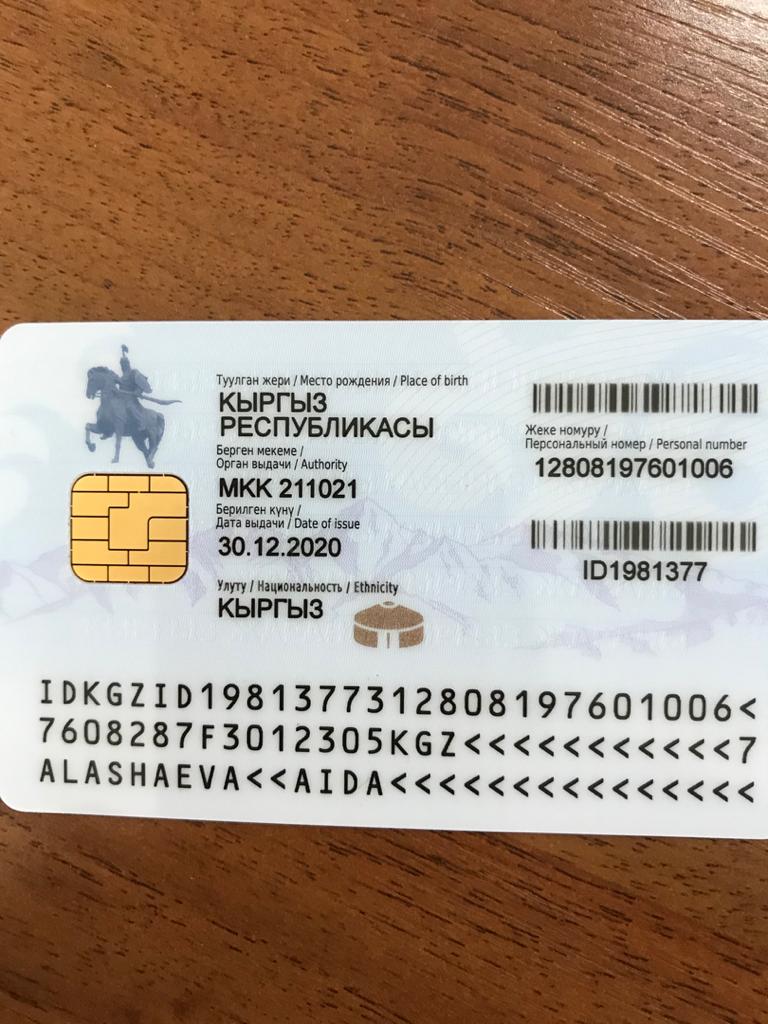 Туулган жери / Место рождения / Place of birth
КЫРГЫЗ
РЕСПУБЛИКАСЫ
Берген мекеме /
Орган выдачи / Authority
МКК 211021
Берилген күнү /
Дата выдачи / Date of issue
30.12.2020
Улуту / Национальность / Ethnicity
КЫРГЫЗ
Жеке номуру /
Персональный номер / Personal number
12808197601006
ID1981377
IDKGZID1981377312808197601006<
7608287F3012305KGZ<<<<<<<<<<<7
ALASHAEVA<<AIDA<<<<<<<<<<<<<<<